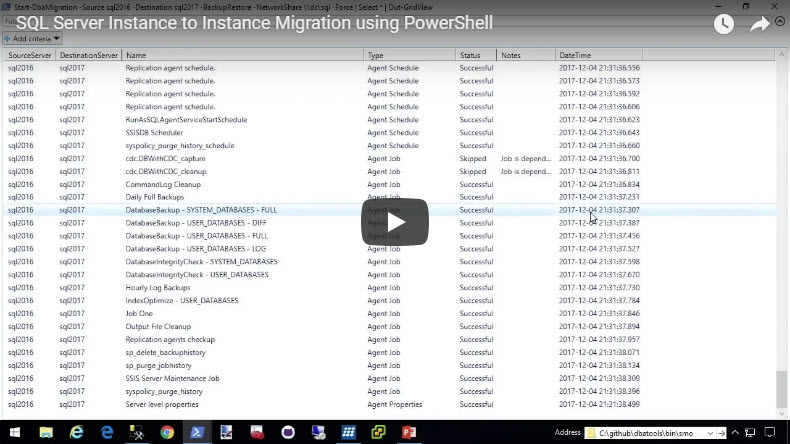 Start-DbaMigration -Source sql2016 -Destination sql2017 -BackupRestore -NetworkShare \\dc\sql -Force | Select * | Out-GridView
SQL Server Instance to Instance Migration using PowerShell
Add criteria
SourceServer DestinationServer Name Type Status Notes DateTime
sql2016 sql2017 Replication agent schedule. Agent Schedule Successful 2017-12-04 21:31:36.556
sql2016 sql2017 Replication agent schedule. Agent Schedule Successful 2017-12-04 21:31:36.573
sql2016 sql2017 Replication agent schedule. Agent Schedule Successful 2017-12-04 21:31:36.592
sql2016 sql2017 Replication agent schedule. Agent Schedule Successful 2017-12-04 21:31:36.606
sql2016 sql2017 RunAsSQLAgentServiceStartSchedule Agent Schedule Successful 2017-12-04 21:31:36.623
sql2016 sql2017 SSISDB Scheduler Agent Schedule Successful 2017-12-04 21:31:36.643
sql2016 sql2017 syspolicy_purge_history_schedule Agent Schedule Successful 2017-12-04 21:31:36.660
sql2016 sql2017 cdc.DBWithCDC_capture Agent Job Skipped Job is depend... 2017-12-04 21:31:36.700
sql2016 sql2017 cdc.DBWithCDC_cleanup Agent Job Skipped Job is depend... 2017-12-04 21:31:36.811
sql2016 sql2017 CommandLog Cleanup Agent Job Successful 2017-12-04 21:31:36.834
sql2016 sql2017 Daily Full Backups Agent Job Successful 2017-12-04 21:31:37.231
sql2016 sql2017 DatabaseBackup - SYSTEM_DATABASES - FULL Agent Job Successful 2017-12-04 21:31:37.307
sql2016 sql2017 DatabaseBackup - USER_DATABASES - DIFF Agent Job Successful 2017-12-04 21:31:37.387
sql2016 sql2017 DatabaseBackup - USER_DATABASES - FULL Agent Job Successful 2017-12-04 21:31:37.456
sql2016 sql2017 DatabaseBackup - USER_DATABASES - LOG Agent Job Successful 2017-12-04 21:31:37.527
sql2016 sql2017 DatabaseIntegrityCheck - SYSTEM_DATABASES Agent Job Successful 2017-12-04 21:31:37.598
sql2016 sql2017 DatabaseIntegrityCheck - USER_DATABASES Agent Job Successful 2017-12-04 21:31:37.670
sql2016 sql2017 Hourly Log Backups Agent Job Successful 2017-12-04 21:31:37.730
sql2016 sql2017 IndexOptimize - USER_DATABASES Agent Job Successful 2017-12-04 21:31:37.784
sql2016 sql2017 Job One Agent Job Successful 2017-12-04 21:31:37.846
sql2016 sql2017 Output File Cleanup Agent Job Successful 2017-12-04 21:31:37.894
sql2016 sql2017 Replication agents checkup Agent Job Successful 2017-12-04 21:31:37.957
sql2016 sql2017 sp_delete_backuphistory Agent Job Successful 2017-12-04 21:31:38.071
sql2016 sql2017 sp_purge_jobhistory Agent Job Successful 2017-12-04 21:31:38.134
sql2016 sql2017 SSIS Server Maintenance Job Agent Job Successful 2017-12-04 21:31:38.309
sql2016 sql2017 syspolicy_purge_history Agent Job Successful 2017-12-04 21:31:38.396
sql2016 sql2017 Server level properties Agent Properties Successful 2017-12-04 21:31:38.499
Address C:\github\dbatools\bin\smo